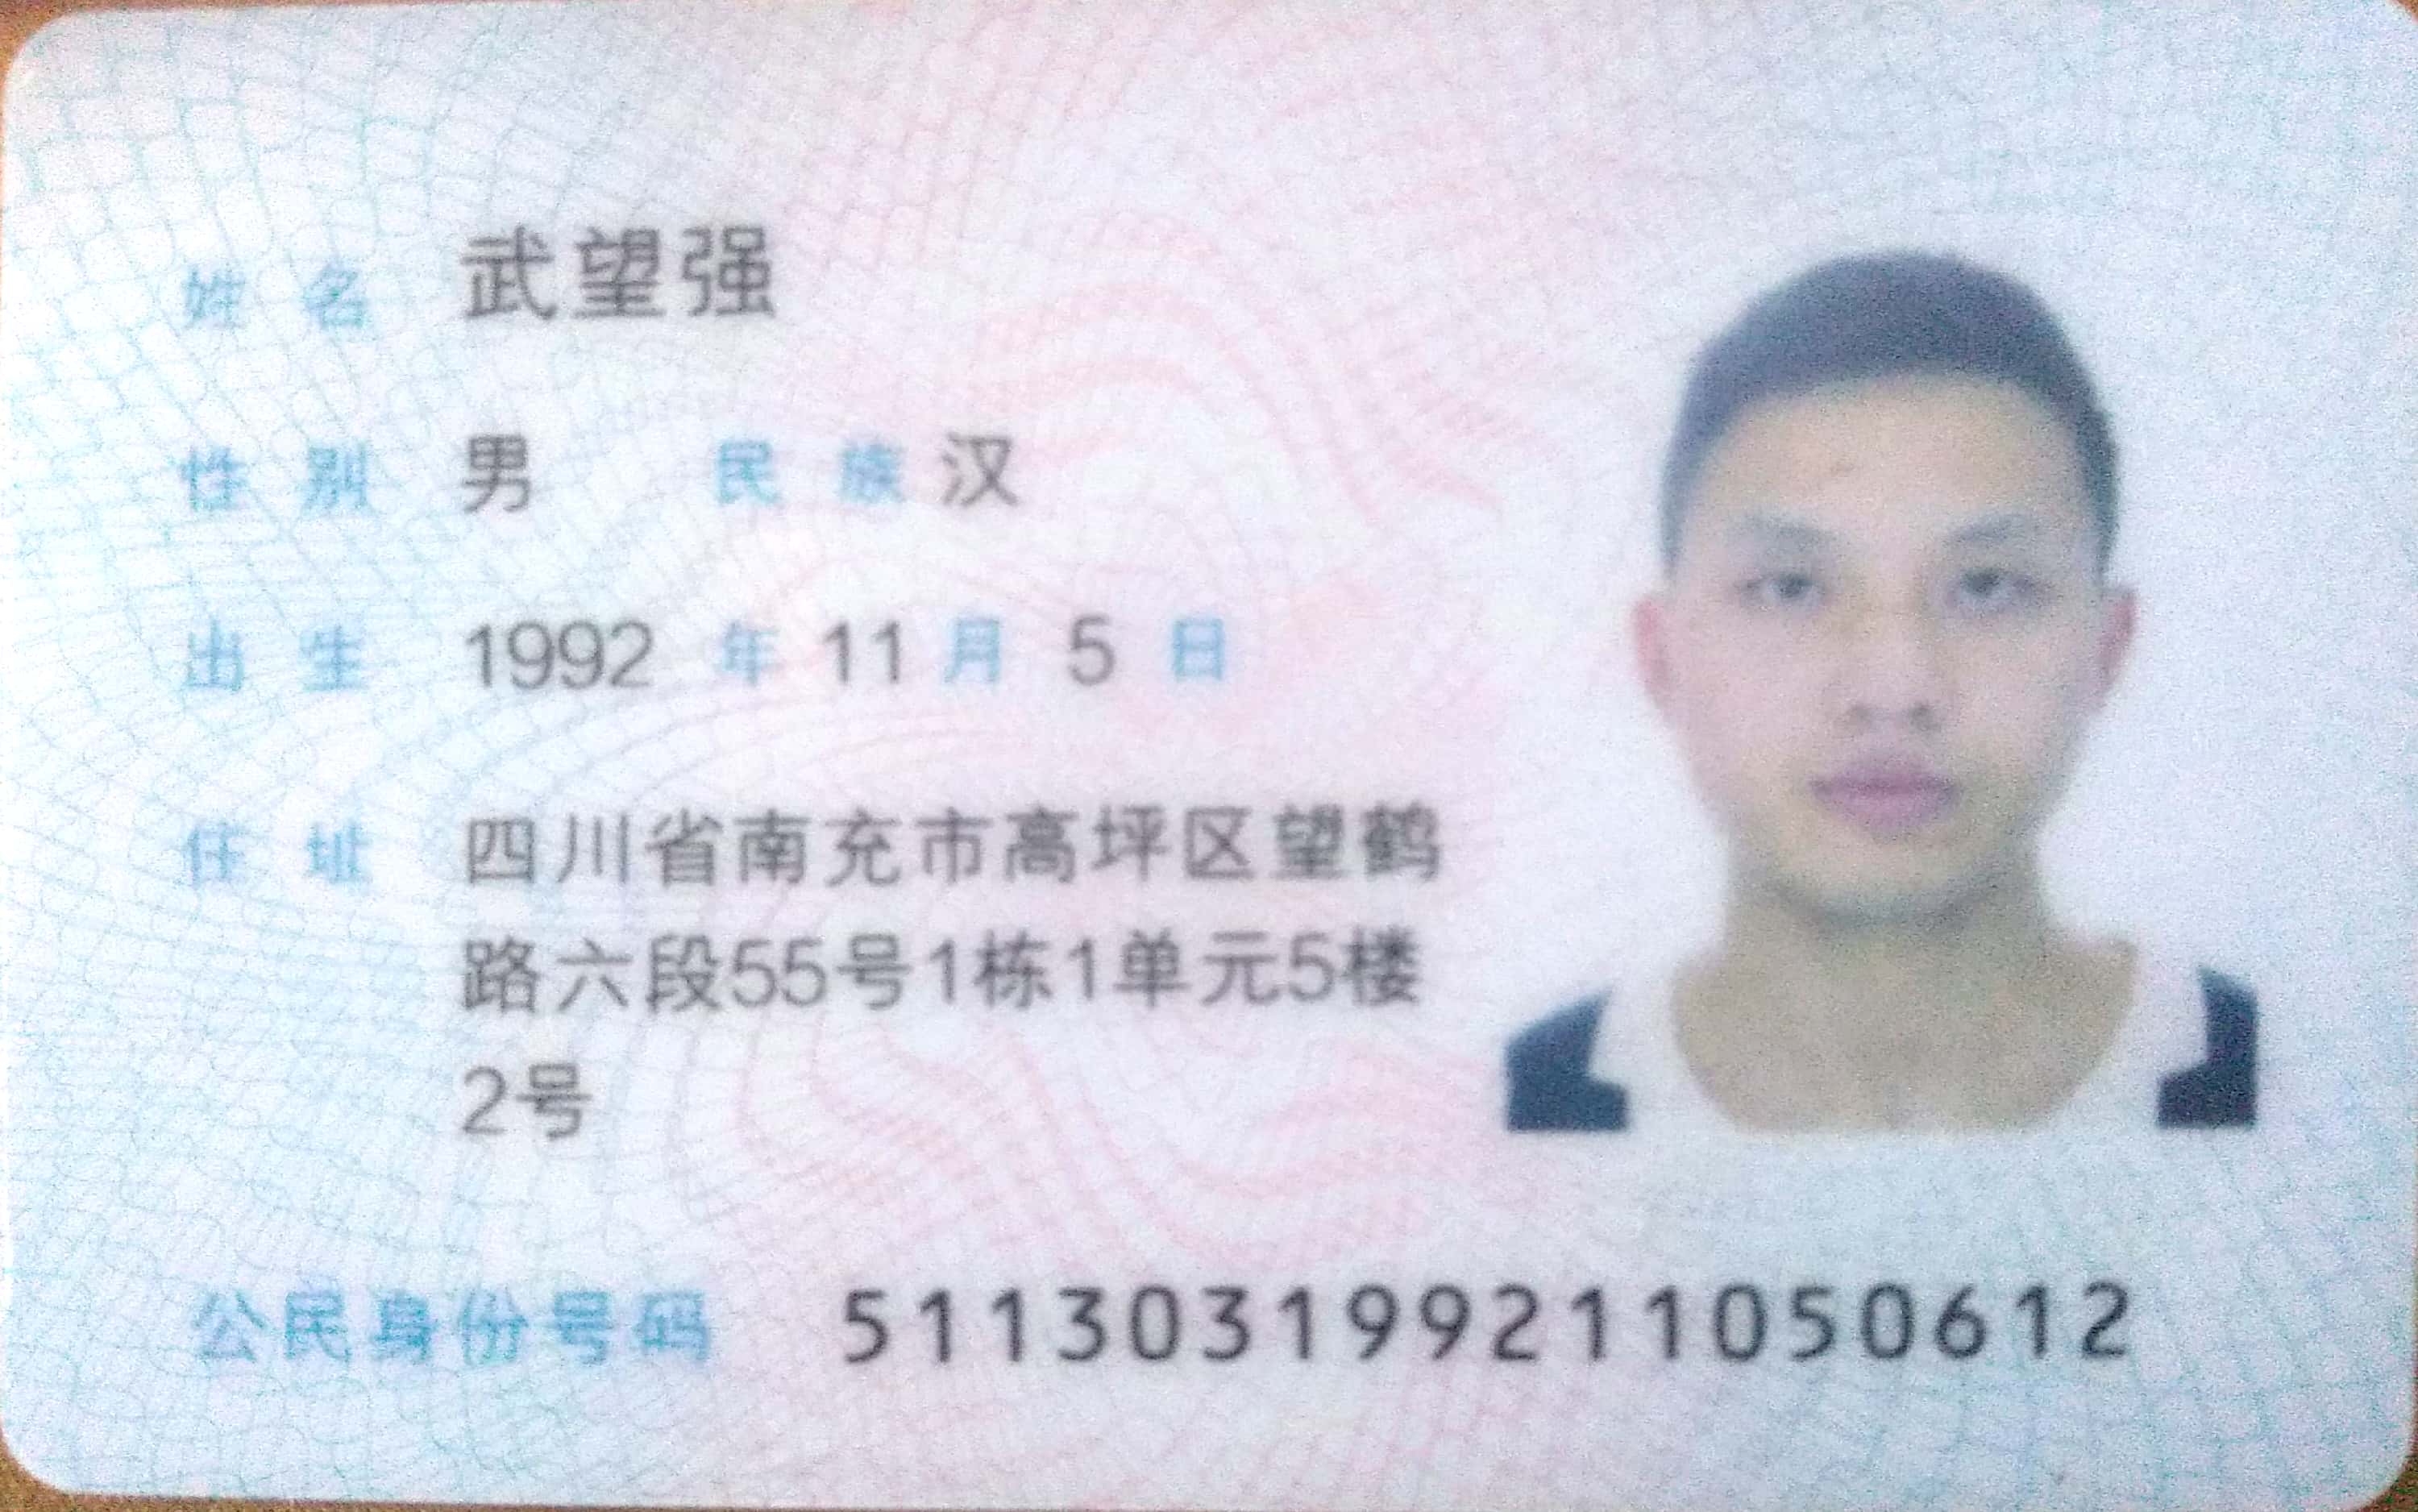 姓名 武望强
性别 男 民族 汉
出生 1992 年 11 月 5 日
住址 四川省南充市高坪区望鹤
路六段55号1栋1单元5楼
2号
公民身份号码 511303199211050612